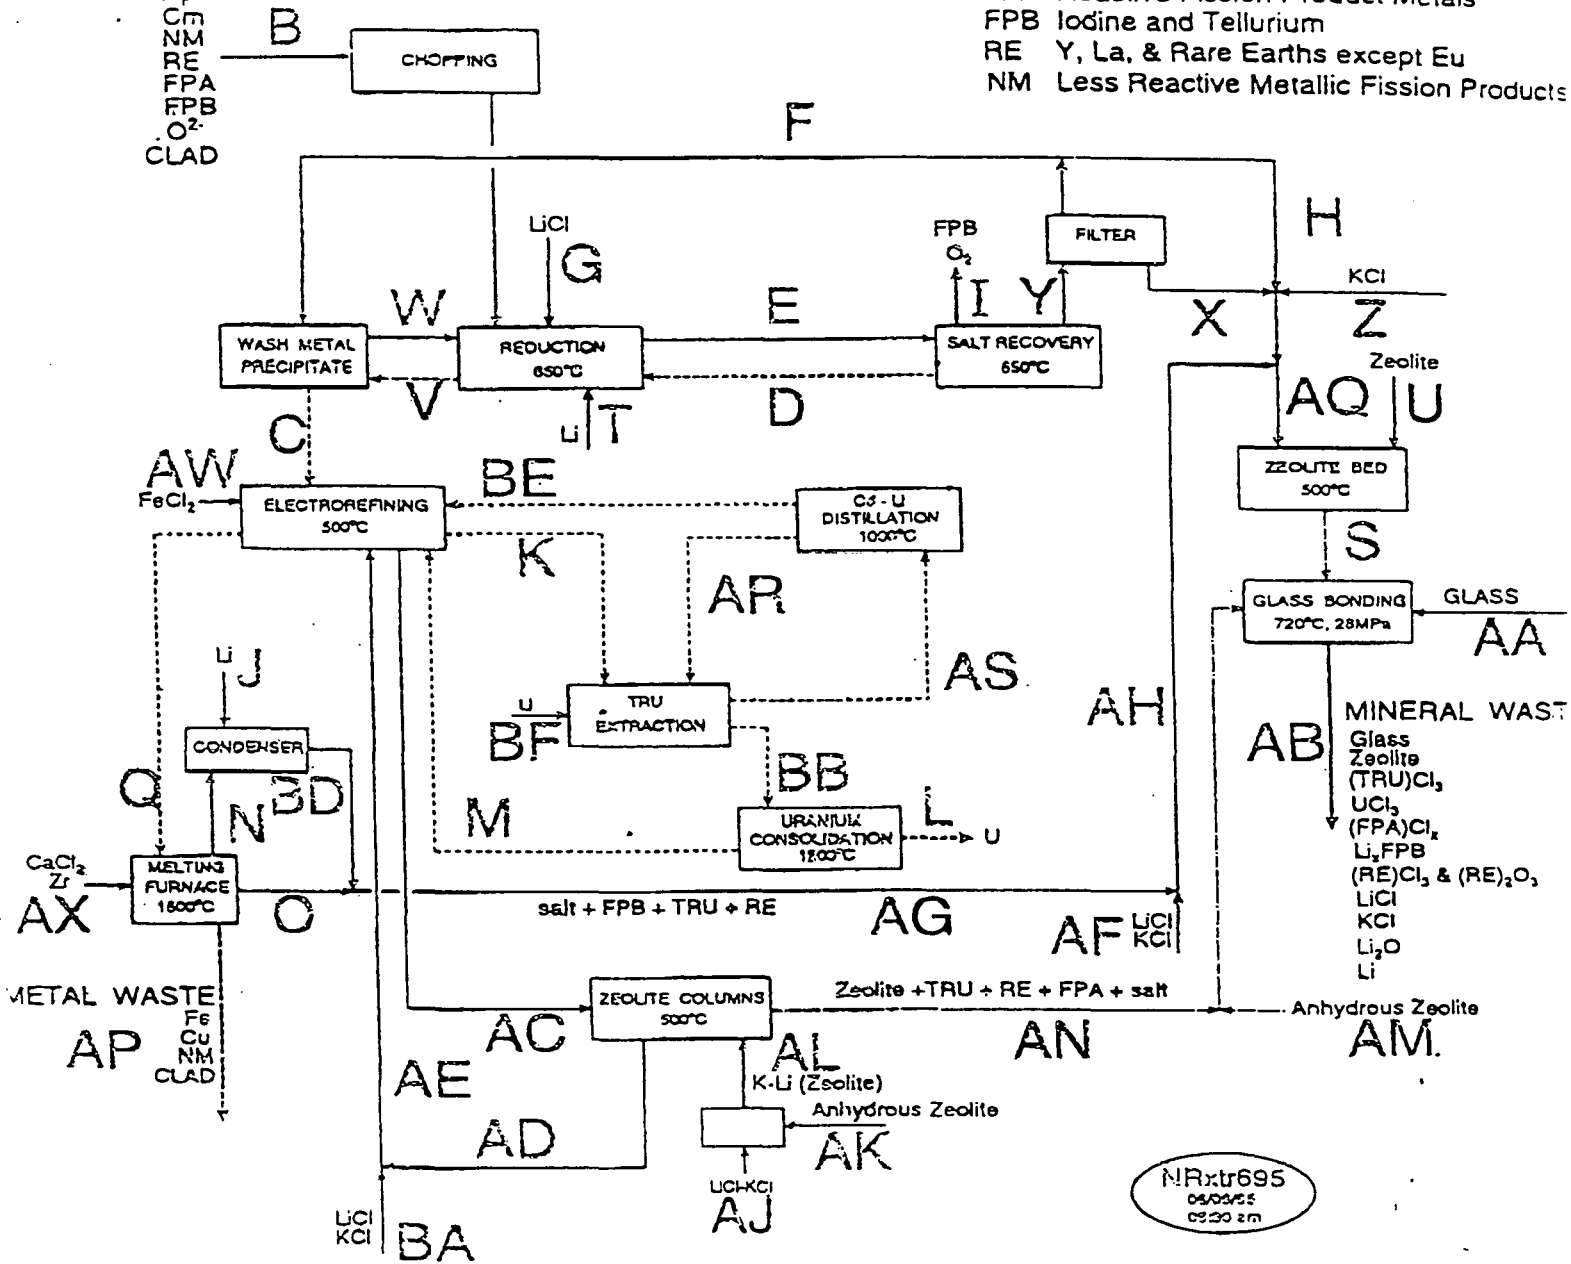 Cm
NM
RE
FPA
FPB
O²⁻
CLAD
B
CHOPPING
FPB Iodine and Tellurium
RE Y, La, & Rare Earths except Eu
NM Less Reactive Metallic Fission Products
F
H
LiCl
G
FPB
O₂
I
Y
FILTER
KCl
X
Z
W
E
WASH METAL
PRECIPITATE
REDUCTION
650°C
SALT RECOVERY
650°C
V
D
Li
T
C
Zeolite
AQ
U
ZEOLITE BED
500°C
S
AW
FeCl₂
BE
ELECTROREFINING
500°C
DISTILLATION
K
AR
AS
GLASS BONDING
720°C, 28MPa
GLASS
AA
Li
J
CONDENSER
BD
Q
N
TRU
EXTRACTION
U
BF
BB
AH
AB
MINERAL WAST
Glass
Zeolite
(TRU)Cl₃
UCl₃
(FPA)Clₓ
LiₓFPB
(RE)Cl₃ & (RE)₂O₃
LiCl
KCl
Li₂O
Li
M
URANIUM
CONSOLIDATION
1200°C
L
U
CaCl₂
Zr
AX
MELTING
FURNACE
1600°C
O
salt + FPB + TRU + RE
AG
AF
LiCl
KCl
METAL WASTE
Fe
Cu
NM
CLAD
AP
AC
ZEOLITE COLUMNS
500°C
Zeolite +TRU + RE + FPA + salt
AN
Anhydrous Zeolite
AM.
AE
AL
K-Li (Zeolite)
Anhydrous Zeolite
AK
AD
LiCl-KCl
AJ
LiCl
KCl
BA
NRxtr695